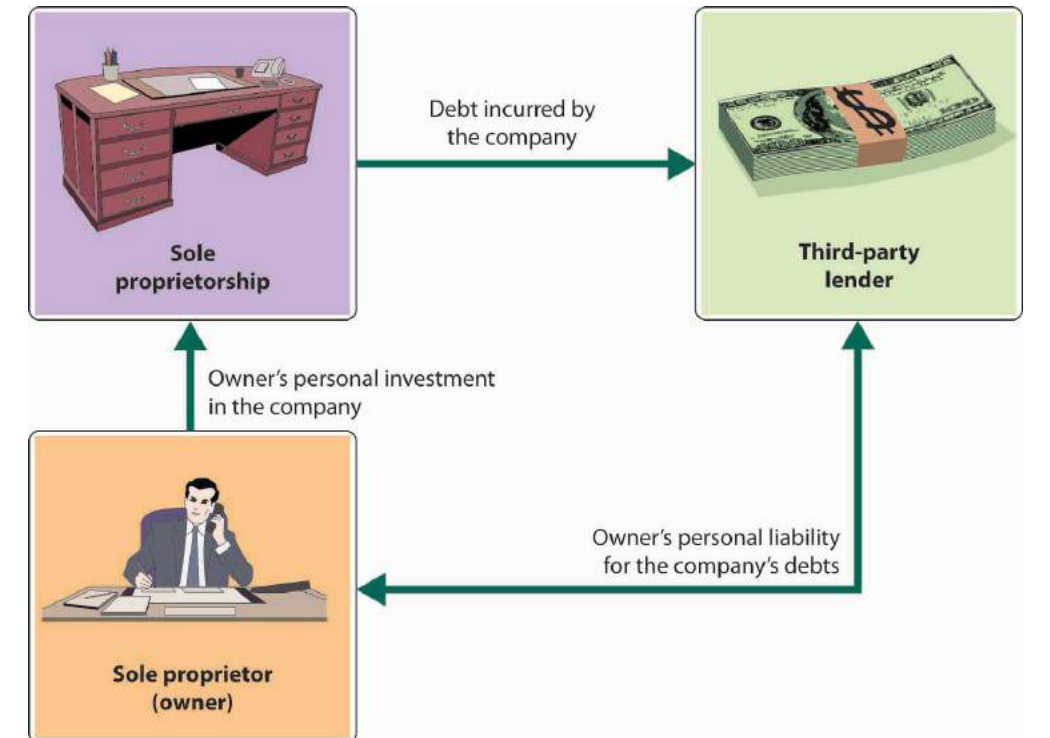 Debt incurred by
the company
Sole
proprietorship
Third-party
lender
Owner's personal investment
in the company
Owner's personal liability
for the company's debts
Sole proprietor
(owner)